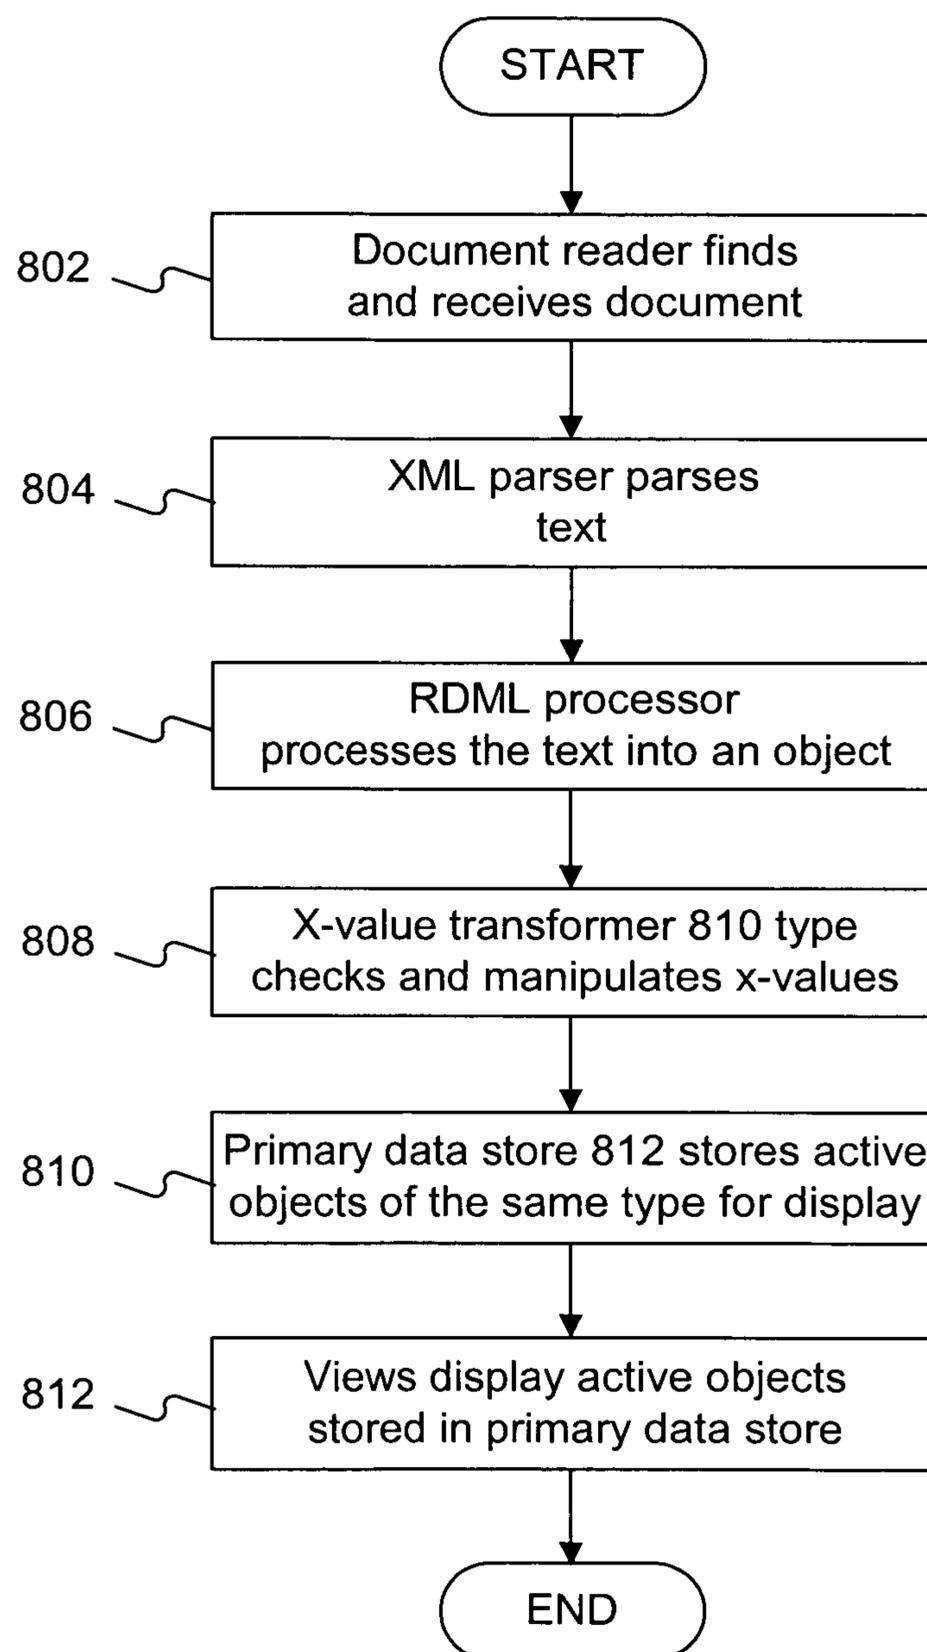 START
802
Document reader finds
and receives document
804
XML parser parses
text
806
RDML processor
processes the text into an object
808
X-value transformer 810 type
checks and manipulates x-values
810
Primary data store 812 stores active
objects of the same type for display
812
Views display active objects
stored in primary data store
END